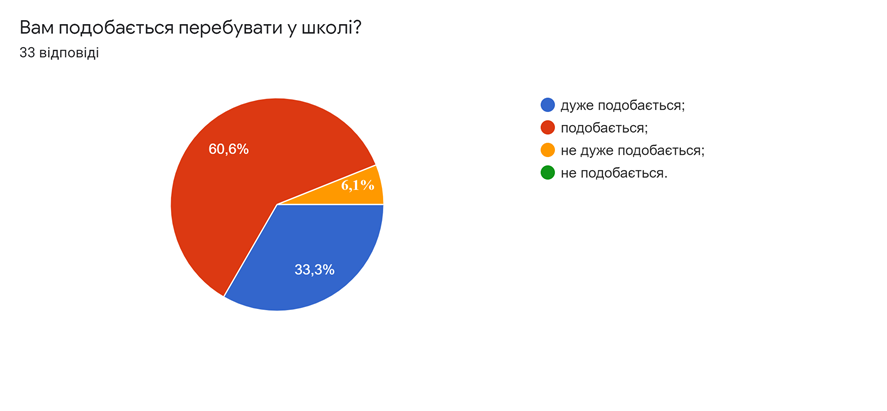 Вам подобається перебувати у школі?
33 відповіді
60,6%
6,1%
33,3%
дуже подобається;
подобається;
не дуже подобається;
не подобається.